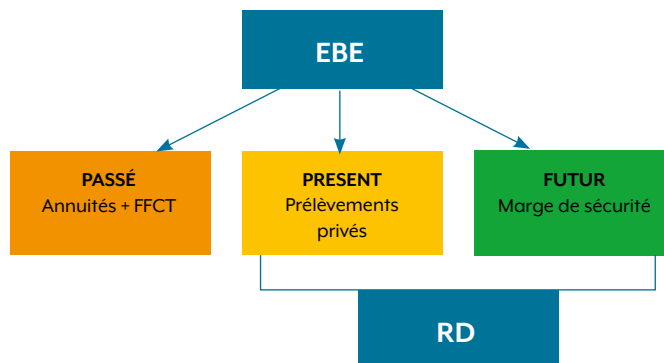 EBE
PASSÉ
Annuités + FFCT
PRESENT
Prélèvements
privés
FUTUR
Marge de sécurité
RD